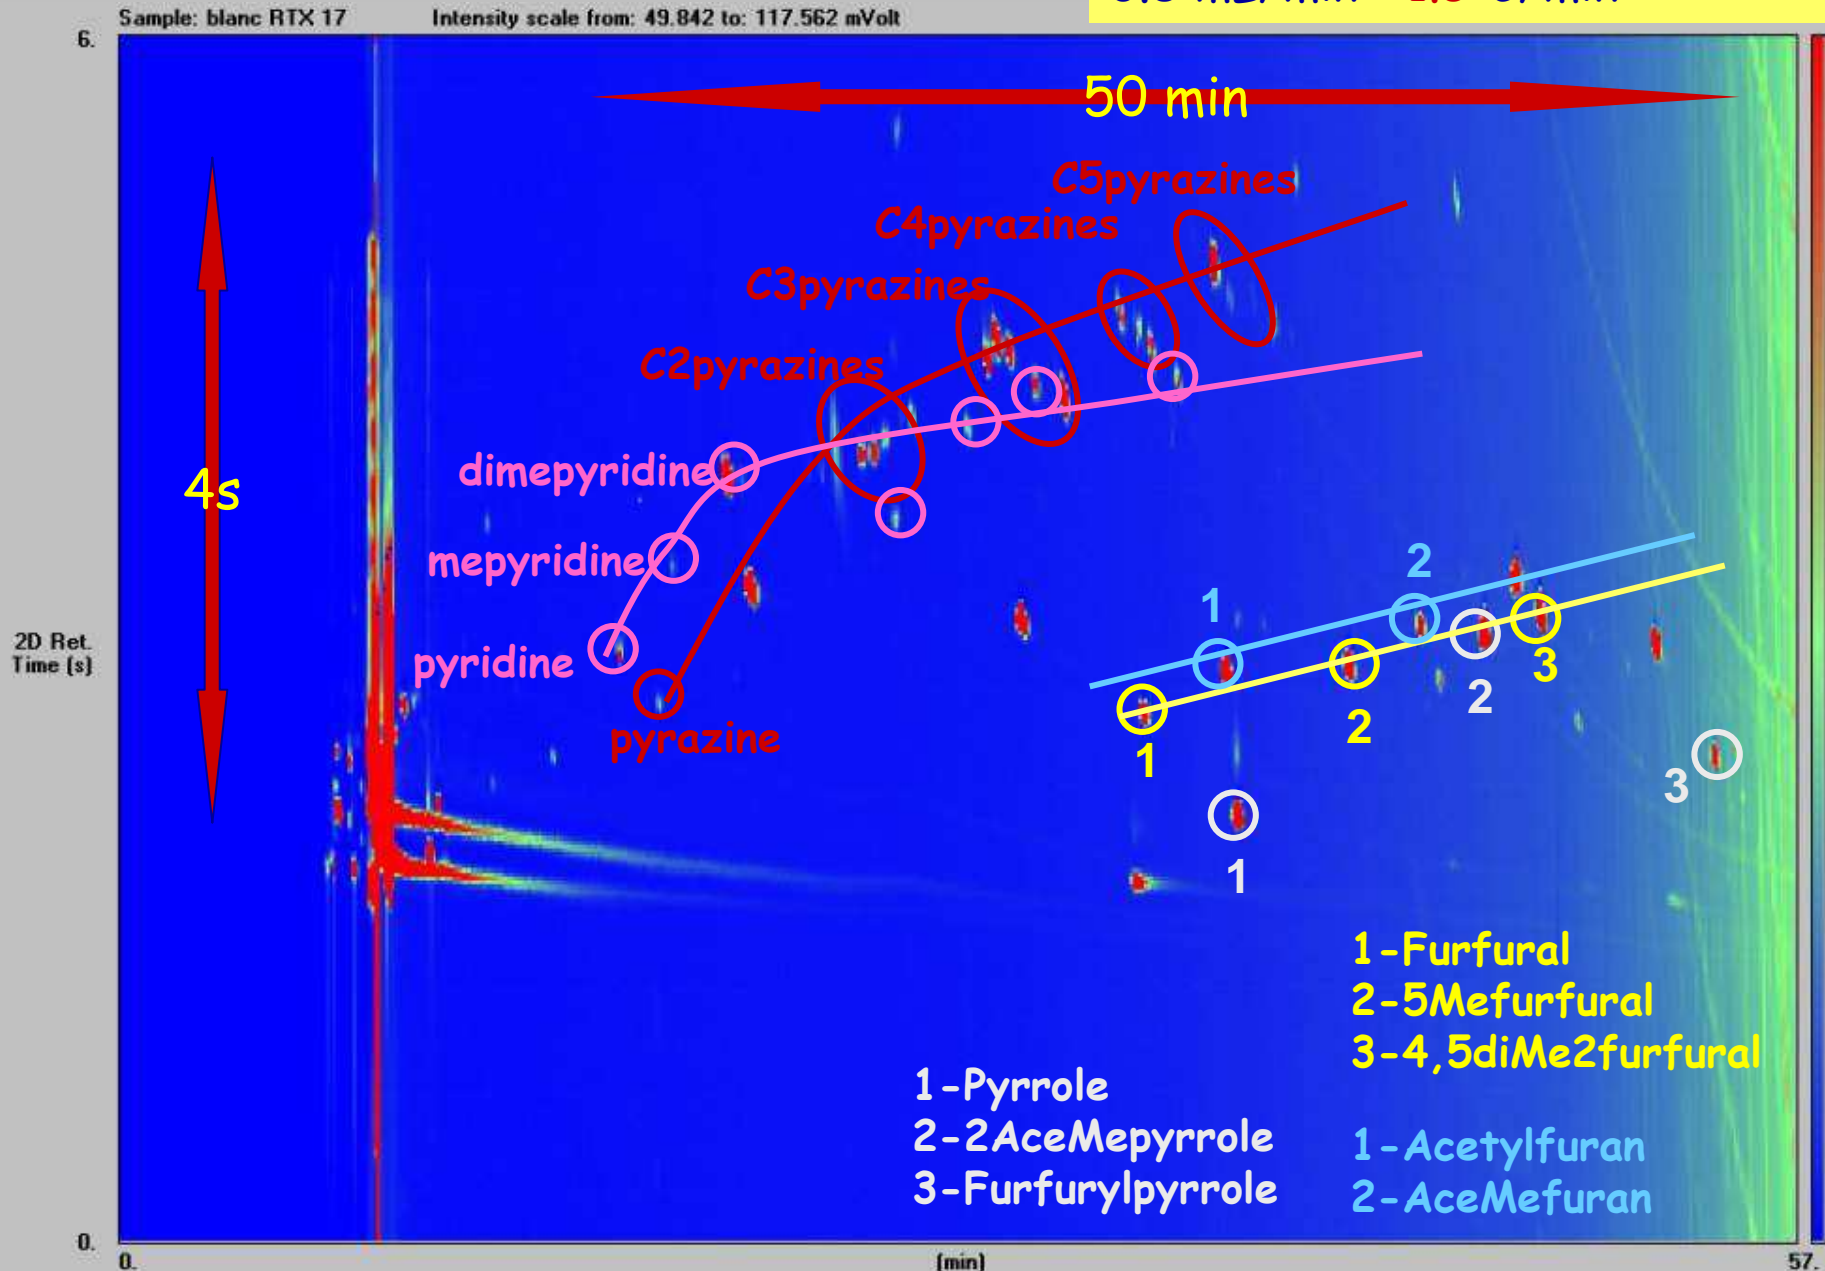 Sample: blanc RTX 17
Intensity scale from: 49.842 to: 117.562 mVolt
6.
50 min
C5pyrazines
C4pyrazines
C3pyrazines
C2pyrazines
dimepyridine
4s
mepyridine
pyridine
pyrazine
2D Ret.
Time (s)
1
2
1
2
2
3
3
1
1-Furfural
2-5Mefurfural
3-4,5diMe2furfural
1-Pyrrole
2-2AceMepyrrole
3-Furfurylpyrrole
1-Acetylfuran
2-AceMefuran
0.
0.
(min)
57.